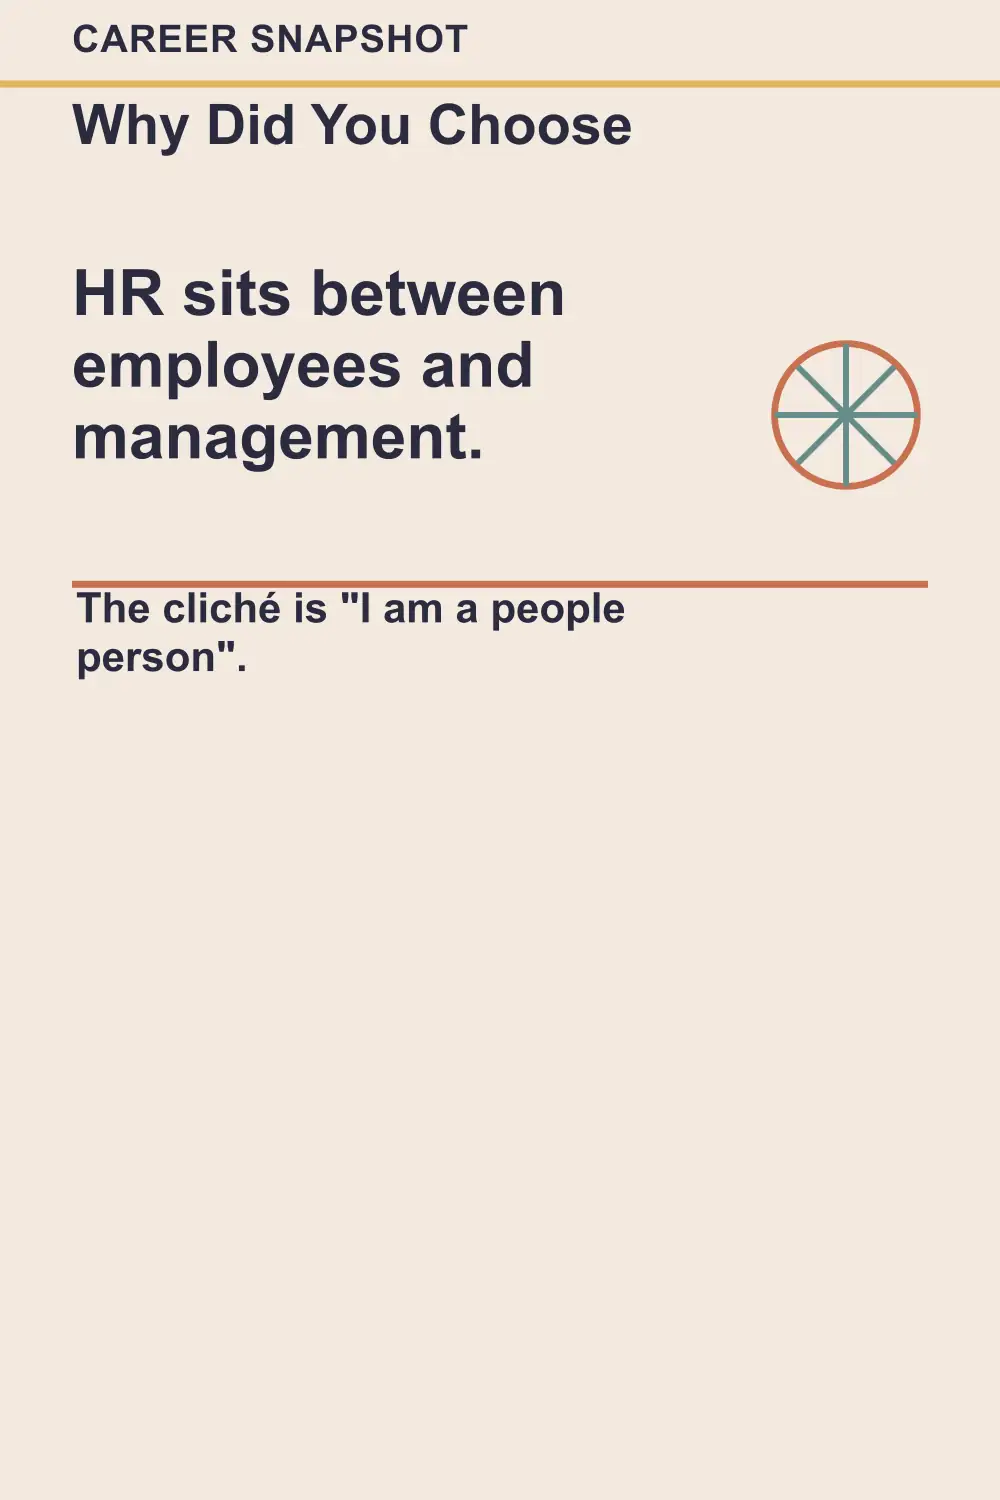 CAREER SNAPSHOT
Why Did You Choose
HR sits between
employees and
management.
The cliché is "I am a people
person".